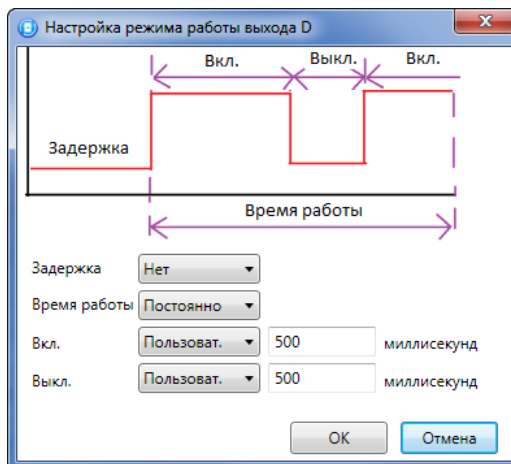 Настройка режима работы выхода D
Вкл. Выкл. Вкл.
Задержка
Время работы
Задержка Нет
Время работы Постоянно
Вкл. Пользоват. 500 миллисекунд
Выкл. Пользоват. 500 миллисекунд
ОК Отмена